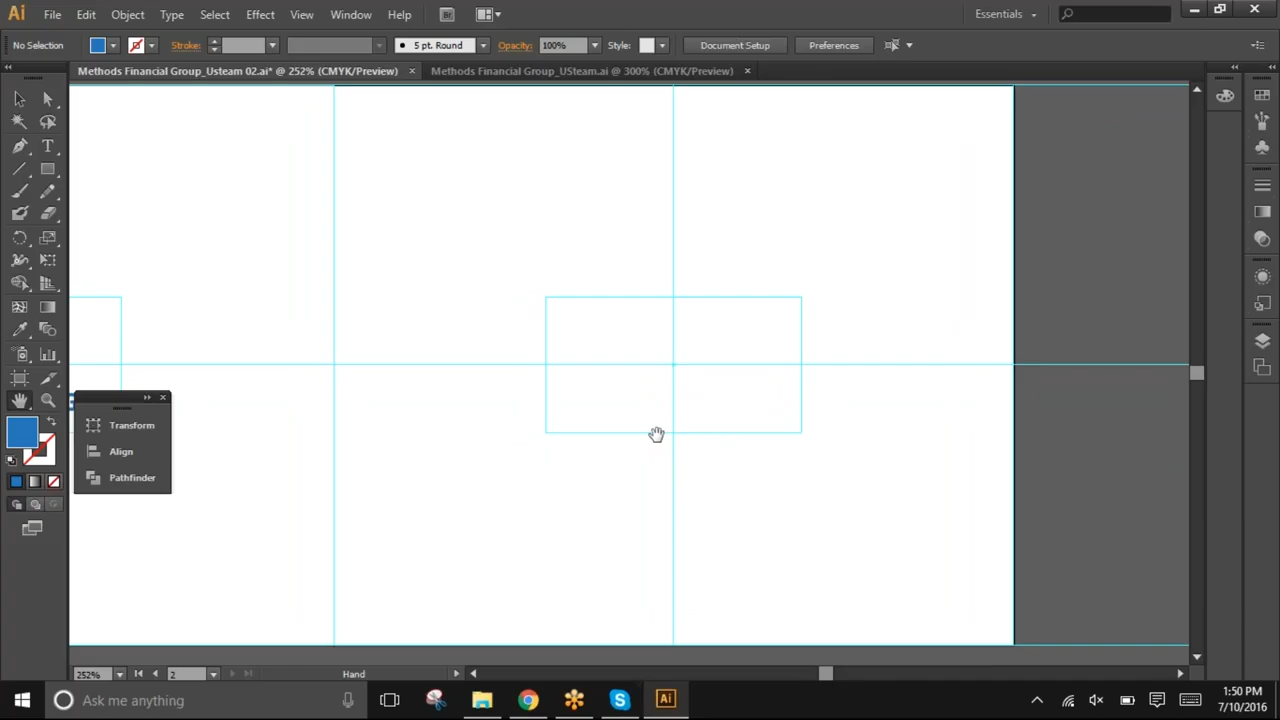 Ai File Edit Object Type Select Effect View Window Help Br Essentials
No Selection Stroke: 5 pt. Round Opacity: 100% Style: Document Setup Preferences
Methods Financial Group_Usteam 02.ai* @ 252% (CMYK/Preview) × Methods Financial Group_USteam.ai @ 300% (CMYK/Preview) ×
Transform
Align
Pathfinder
252% 2 Hand
Ask me anything Ai 1:50 PM
7/10/2016